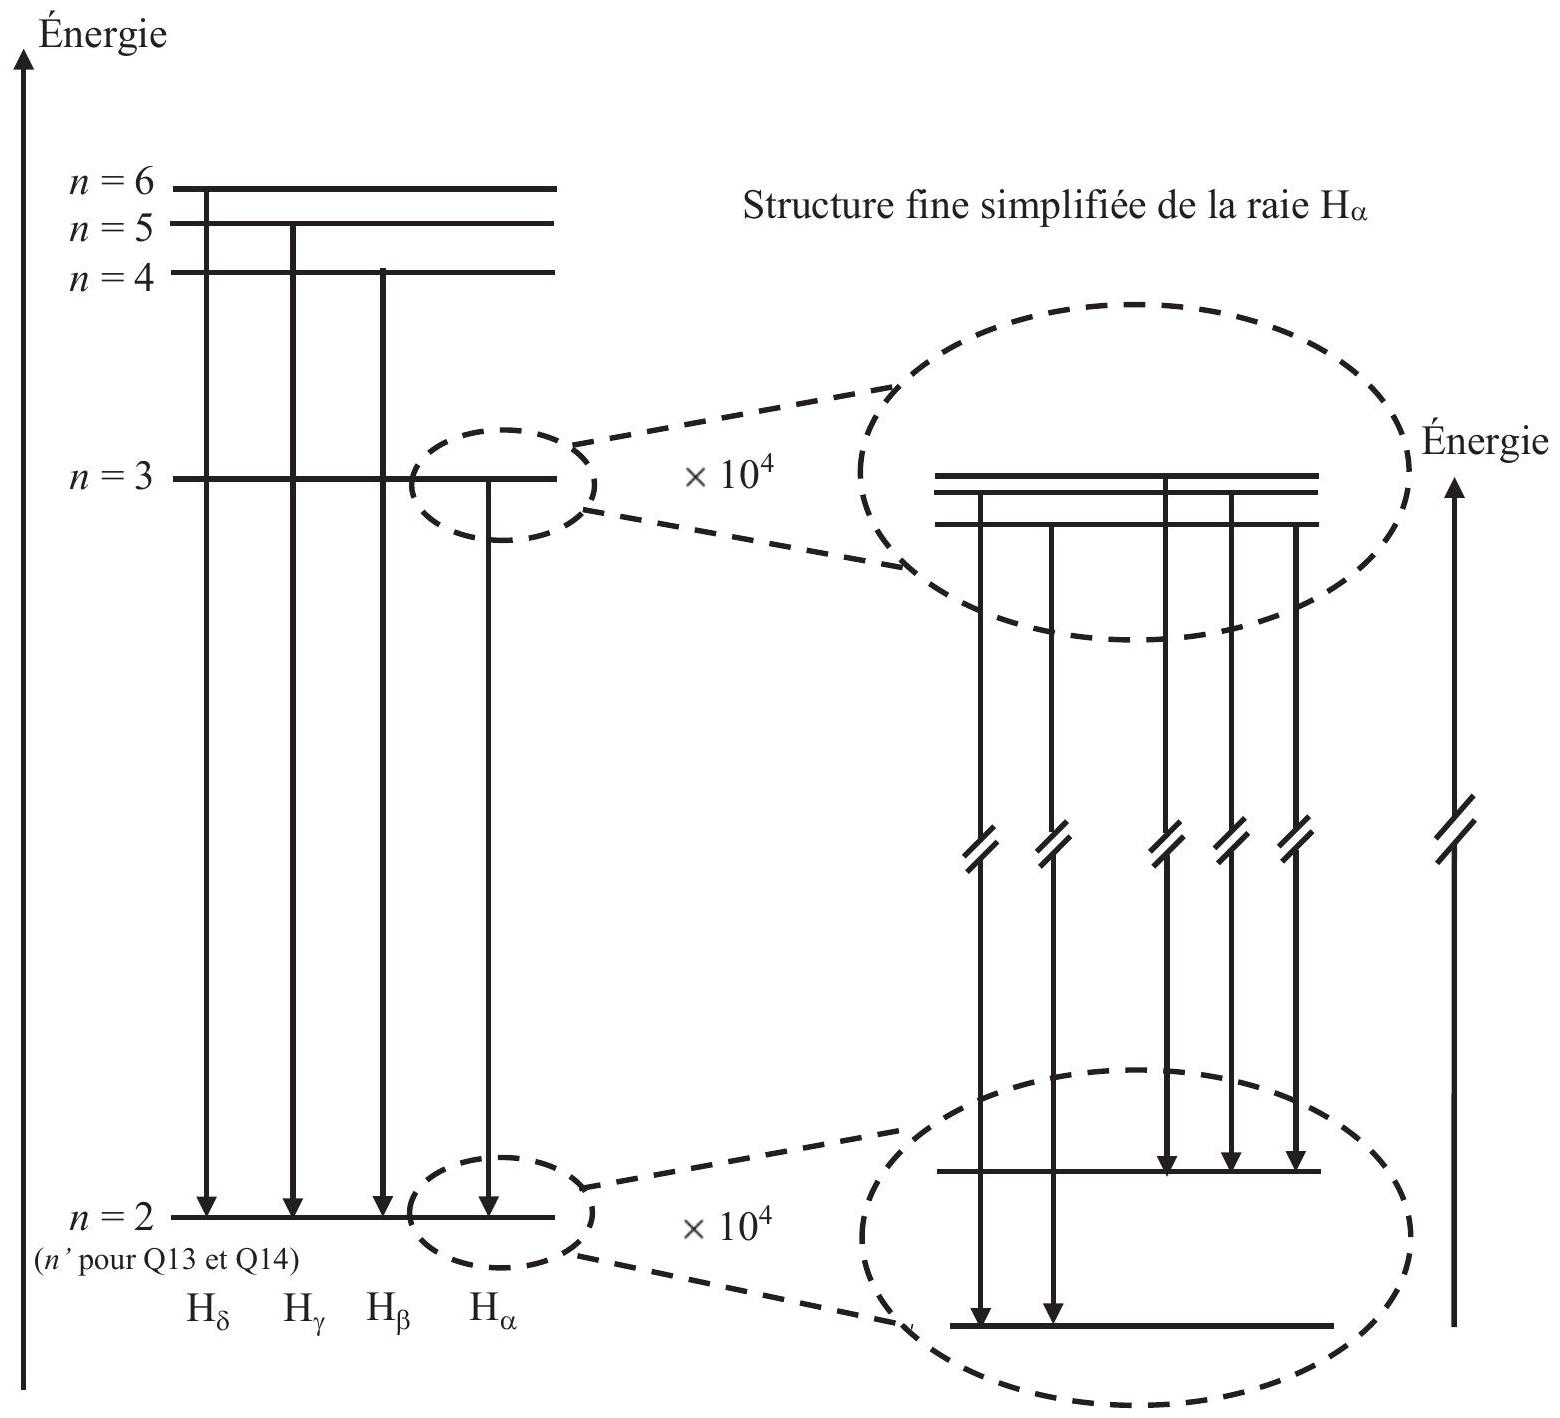 Énergie
n = 6
n = 5
n = 4
n = 3
n = 2
(n’ pour Q13 et Q14)
Hδ Hγ Hβ Hα
Structure fine simplifiée de la raie Hα
× 10⁴
× 10⁴
Énergie